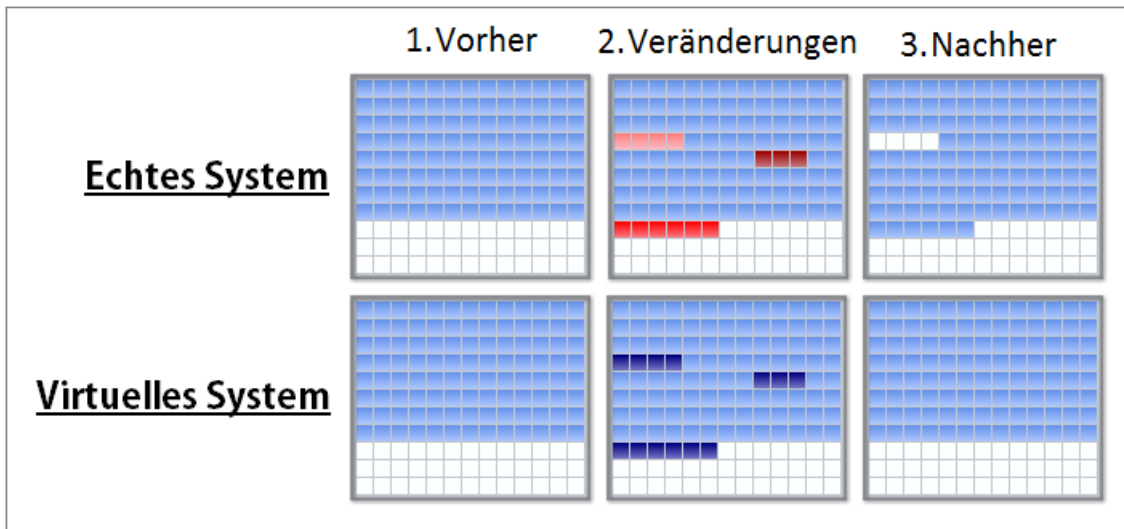 1.Vorher
2.Veränderungen
3.Nachher
Echtes System
Virtuelles System